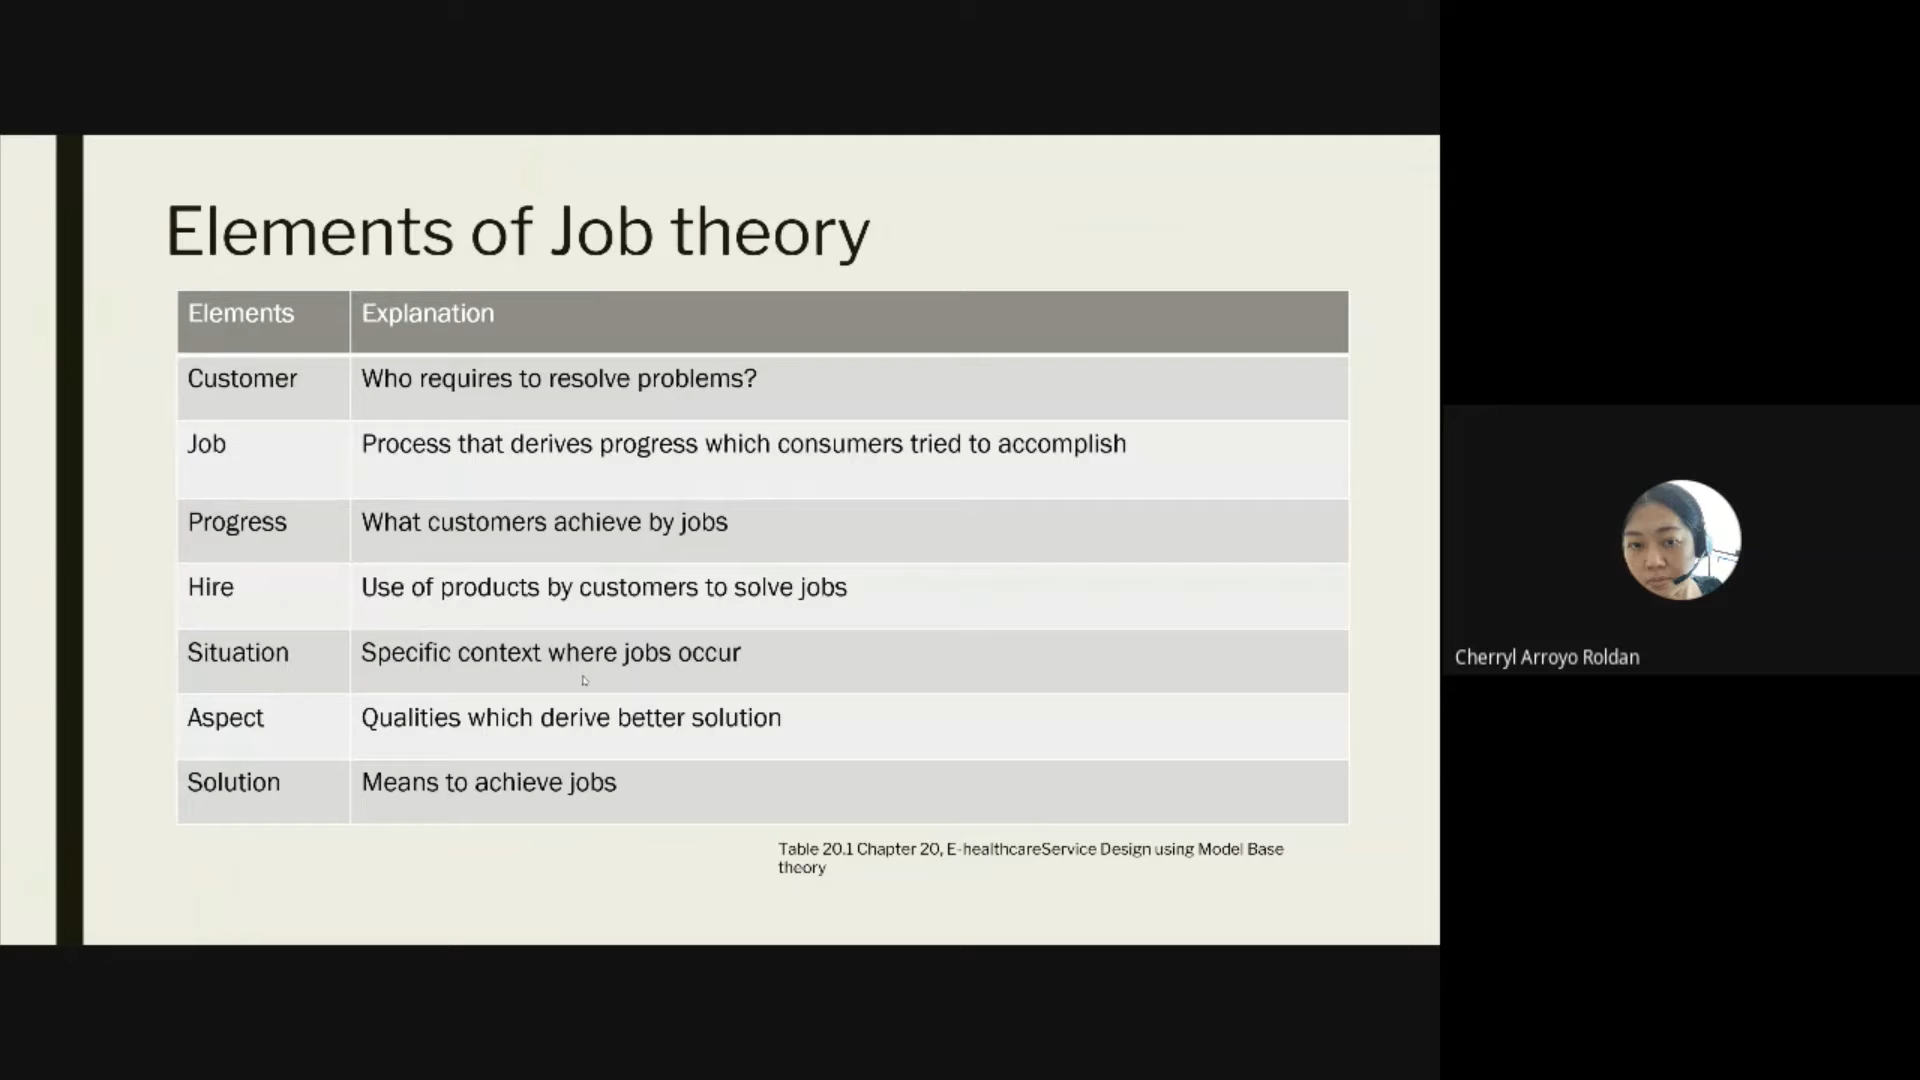 Elements of Job theory
Elements Explanation
Customer Who requires to resolve problems?
Job Process that derives progress which consumers tried to accomplish
Progress What customers achieve by jobs
Hire Use of products by customers to solve jobs
Situation Specific context where jobs occur
Aspect Qualities which derive better solution
Solution Means to achieve jobs
Table 20.1 Chapter 20, E-healthcareService Design using Model Base
theory
Cherryl Arroyo Roldan